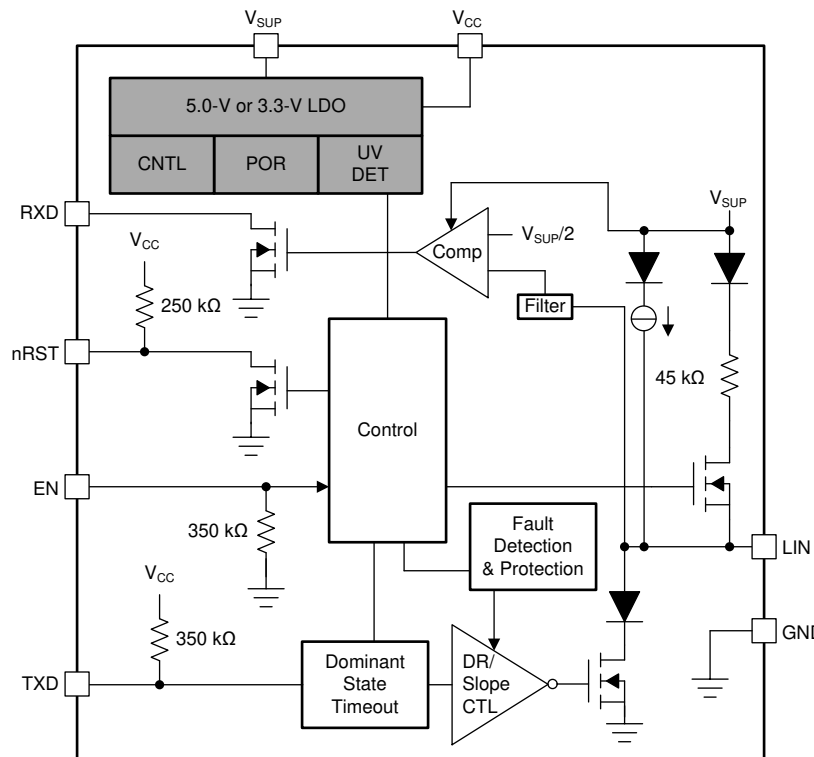 VSUP
VCC
5.0-V or 3.3-V LDO
CNTL
POR
UV
DET
RXD
VCC
250 kΩ
Comp
VSUP/2
Filter
VSUP
nRST
45 kΩ
Control
EN
350 kΩ
Fault
Detection
& Protection
LIN
VCC
350 kΩ
GND
TXD
Dominant
State
Timeout
DR/
Slope
CTL